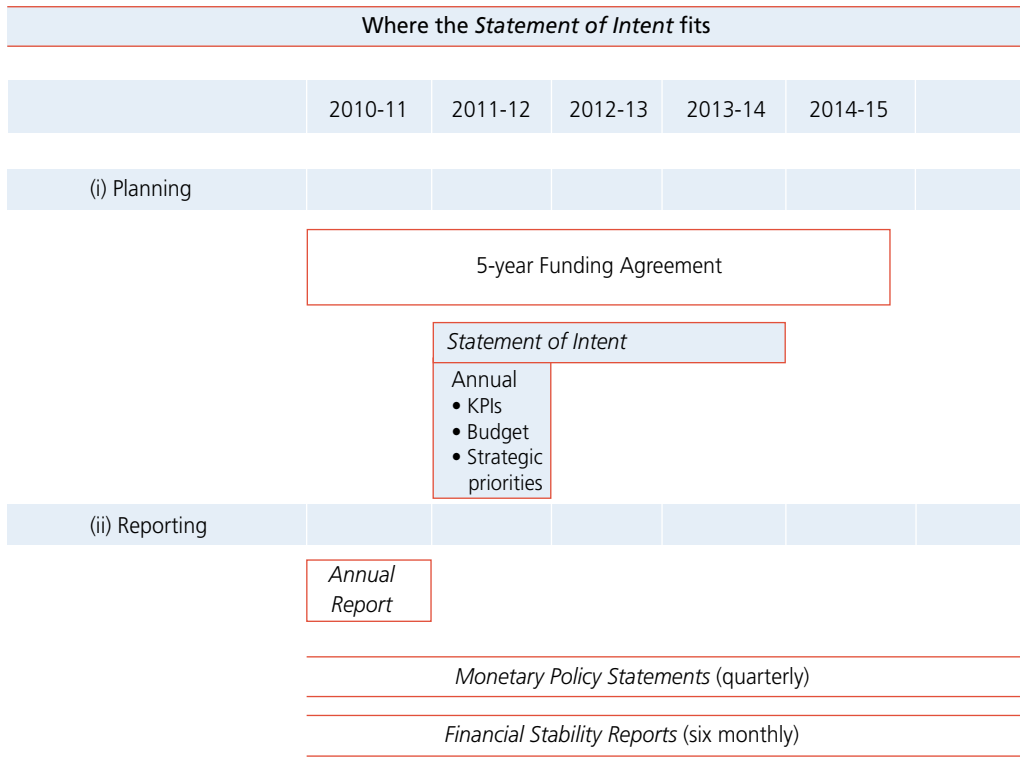 Where the Statement of Intent fits
2010-11 2011-12 2012-13 2013-14 2014-15
(i) Planning
5-year Funding Agreement
Statement of Intent
Annual
• KPIs
• Budget
• Strategic
priorities
(ii) Reporting
Annual
Report
Monetary Policy Statements (quarterly)
Financial Stability Reports (six monthly)